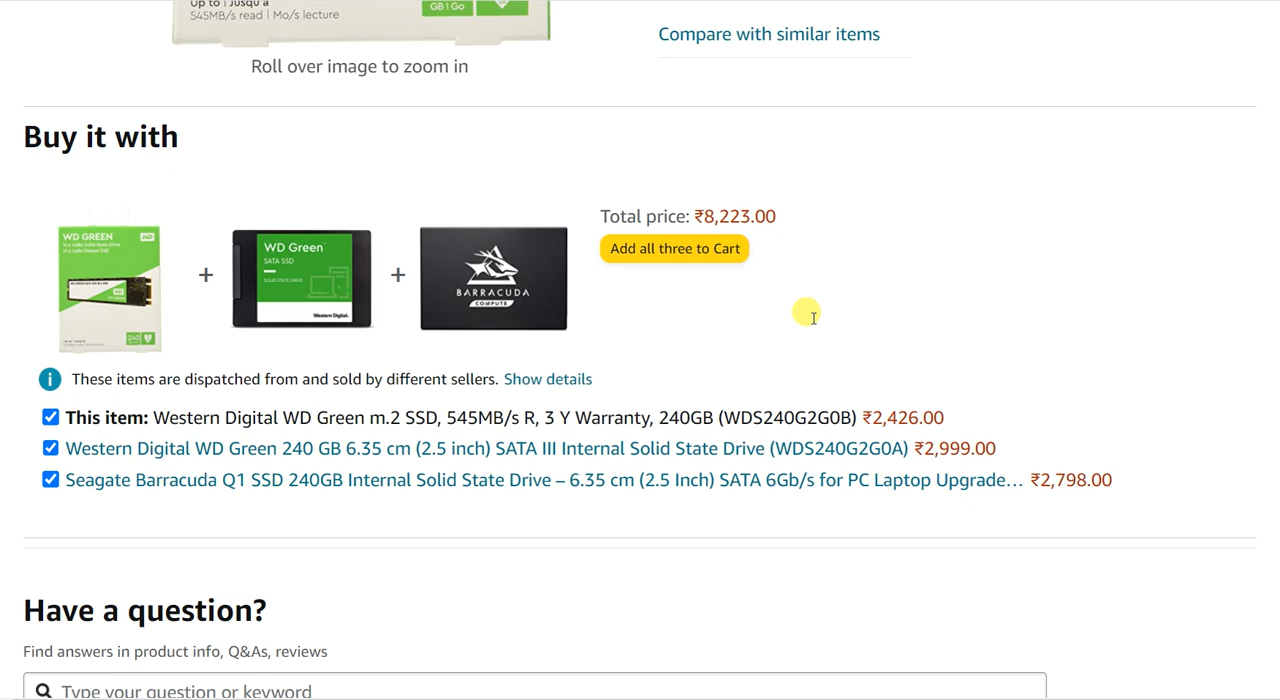 Up to | Jusqu'à
545MB/s read | Mo/s lecture
GB | Go
Compare with similar items
Roll over image to zoom in
Buy it with
WD GREEN
WD
240
WD Green
SATA SSD
SOLID STATE DRIVE
Western Digital.
BARRACUDA
COMPUTE
Total price: ₹8,223.00
Add all three to Cart
These items are dispatched from and sold by different sellers. Show details
This item: Western Digital WD Green m.2 SSD, 545MB/s R, 3 Y Warranty, 240GB (WDS240G2G0B) ₹2,426.00
Western Digital WD Green 240 GB 6.35 cm (2.5 inch) SATA III Internal Solid State Drive (WDS240G2G0A) ₹2,999.00
Seagate Barracuda Q1 SSD 240GB Internal Solid State Drive – 6.35 cm (2.5 Inch) SATA 6Gb/s for PC Laptop Upgrade… ₹2,798.00
Have a question?
Find answers in product info, Q&As, reviews
Type your question or keyword